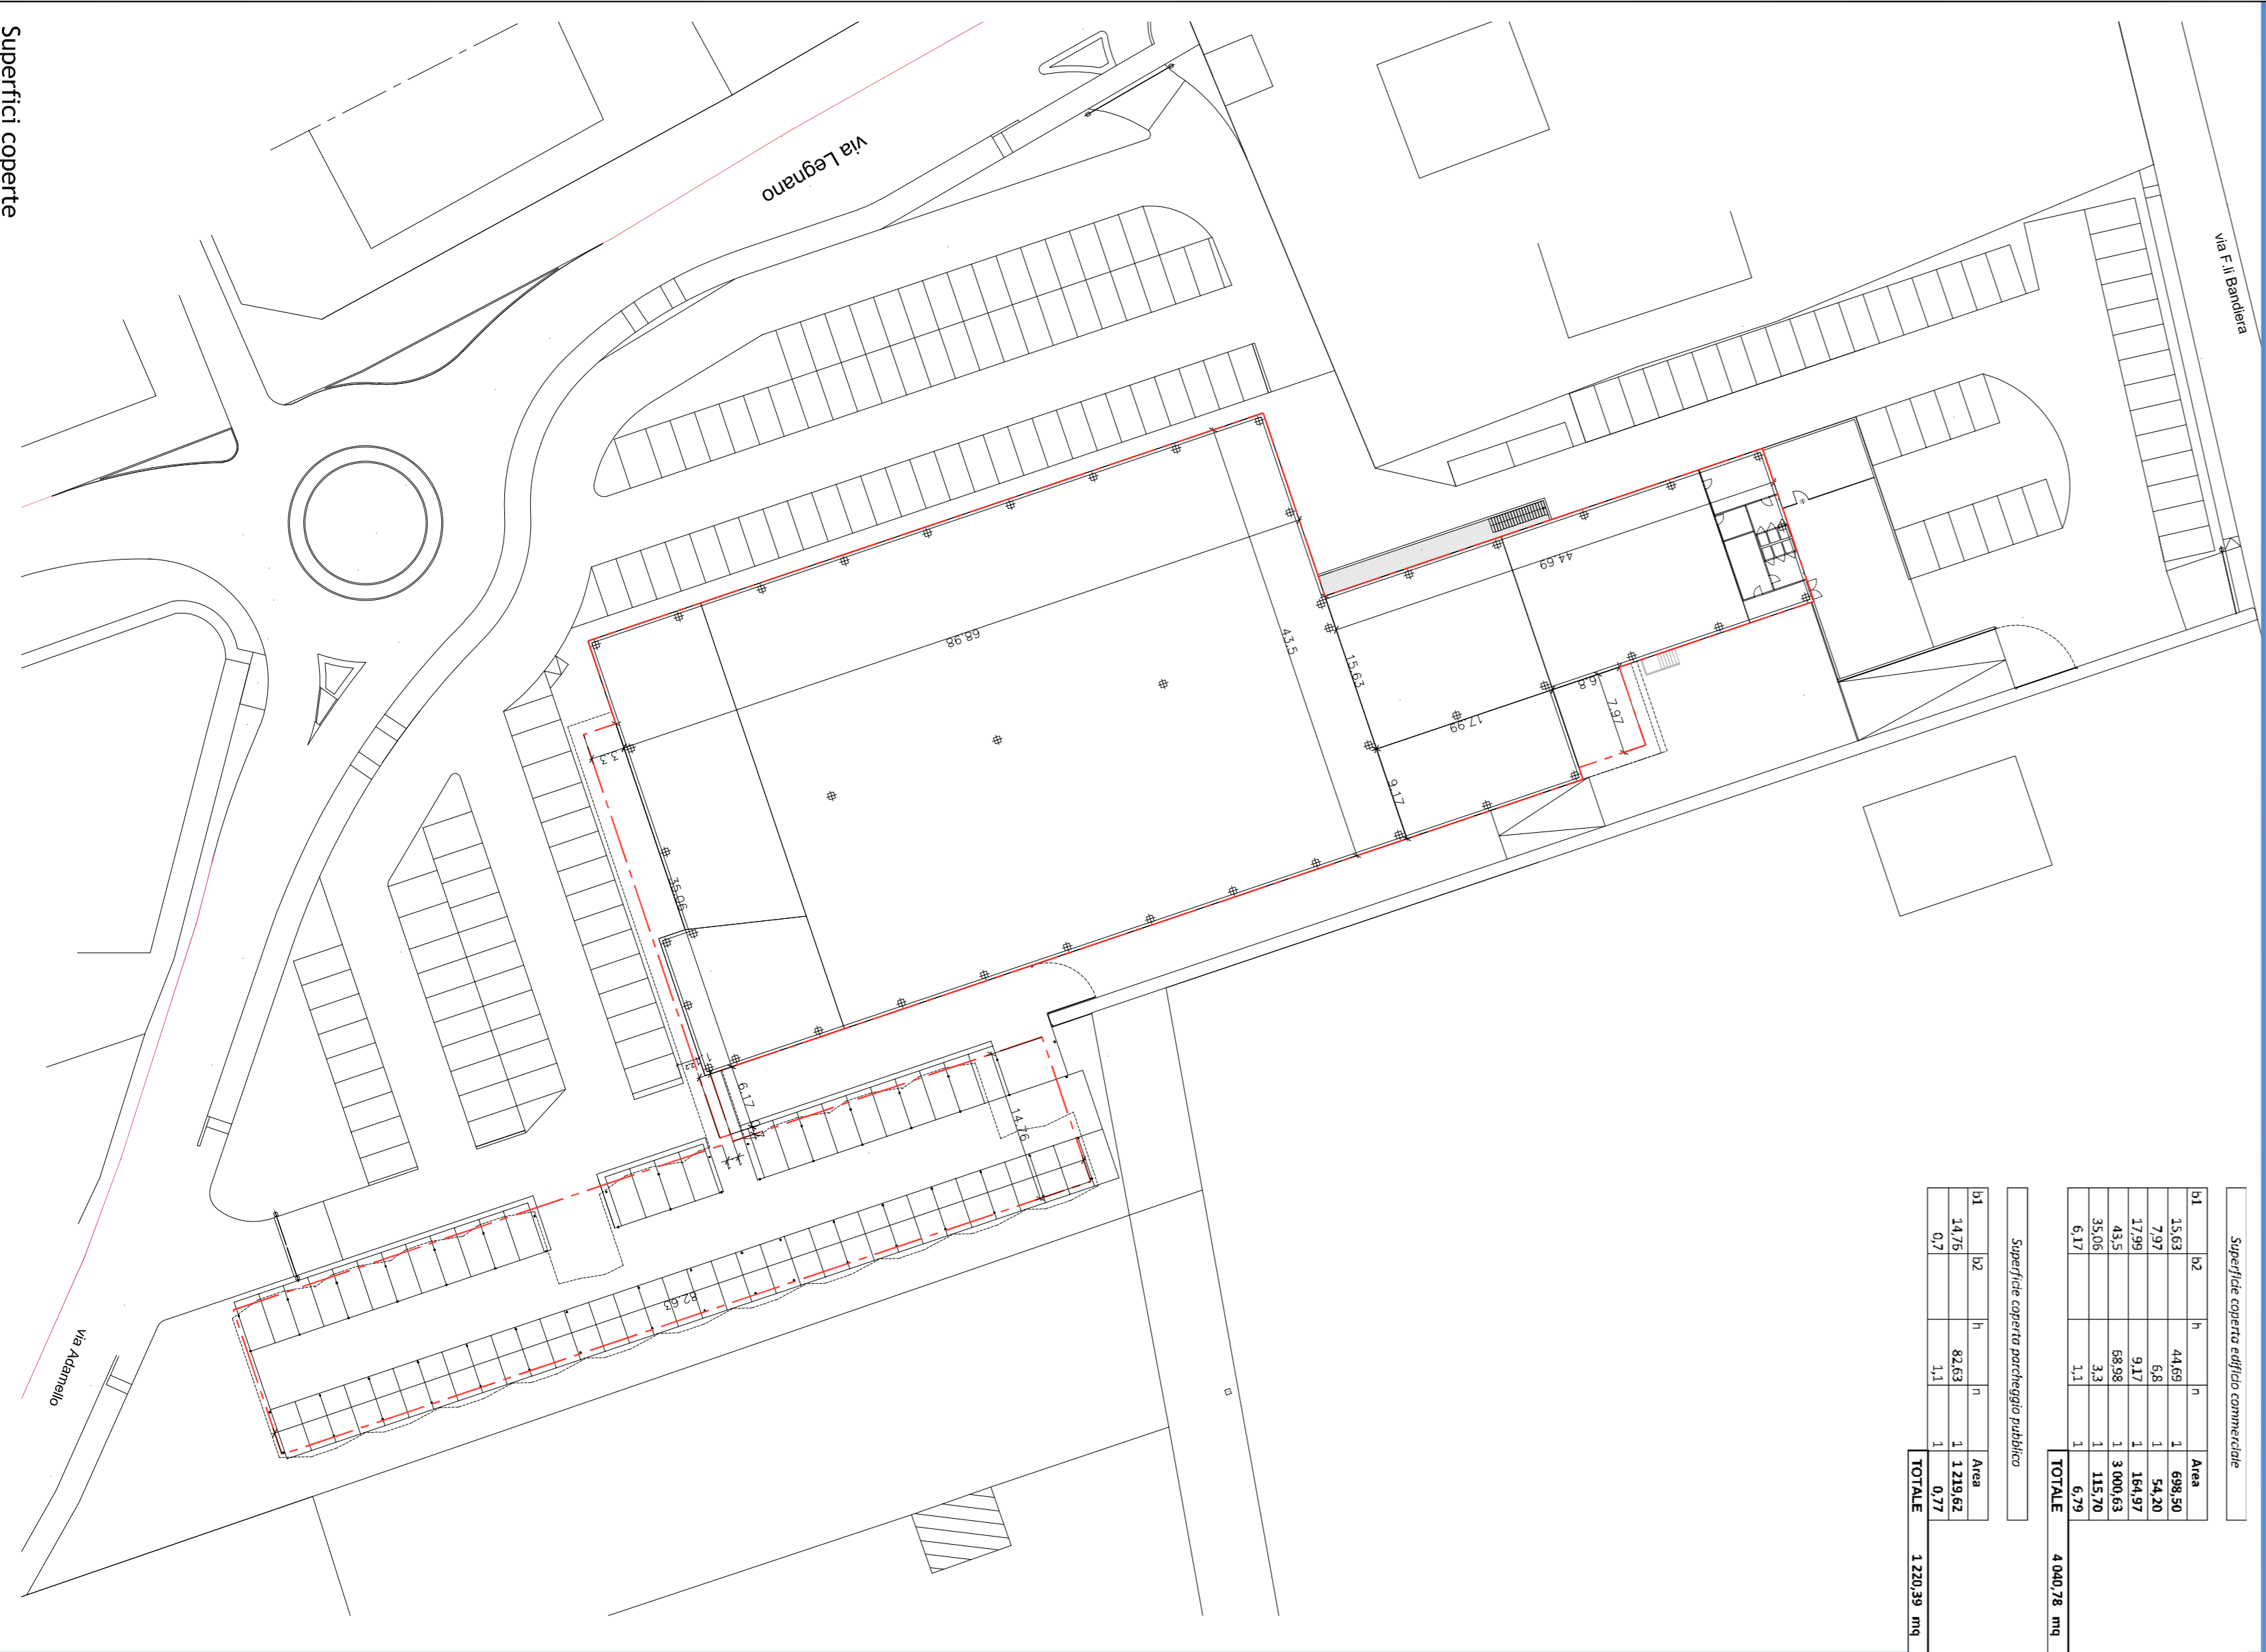 Superfici coperte
via F.lli Bandiera
via Legnano
via Adamello
44.69
43.5
68.98
15.63
17.99
6.8
7.97
9.17
3.3
35.06
6.17
14.76
82.63
Superficie coperta edificio commerciale
b1 b2 h n Area
15,63 44,69 1 698,50
7,97 6,8 1 54,20
17,99 9,17 1 164,97
43,5 68,98 1 3 000,63
35,06 3,3 1 115,70
6,17 1,1 1 6,79
TOTALE 4 040,78 mq
Superficie coperta parcheggio pubblico
b1 b2 h n Area
14,76 82,63 1 1 219,62
0,7 1,1 1 0,77
TOTALE 1 220,39 mq